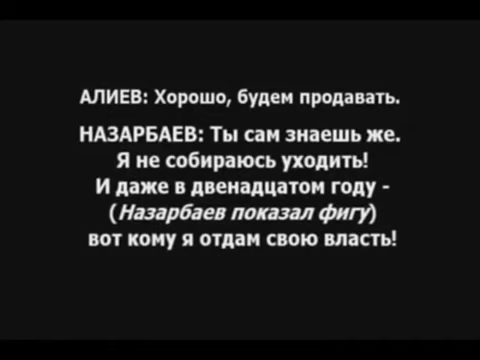 АЛИЕВ: Хорошо, будем продавать.
НАЗАРБАЕВ: Ты сам знаешь же.
Я не собираюсь уходить!
И даже в двенадцатом году -
(Назарбаев показал фигу)
вот кому я отдам свою власть!